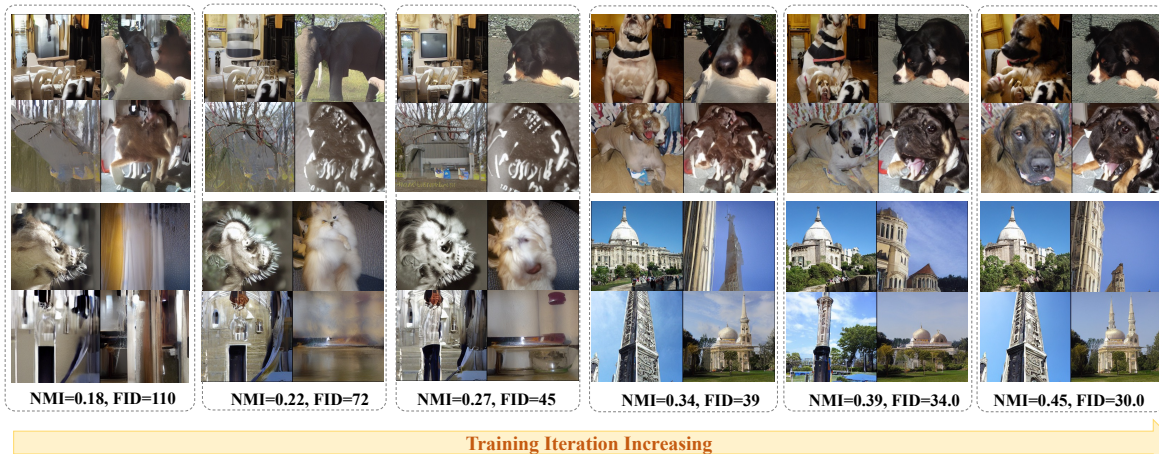 NMI=0.18, FID=110
NMI=0.22, FID=72
NMI=0.27, FID=45
NMI=0.34, FID=39
NMI=0.39, FID=34.0
NMI=0.45, FID=30.0
Training Iteration Increasing